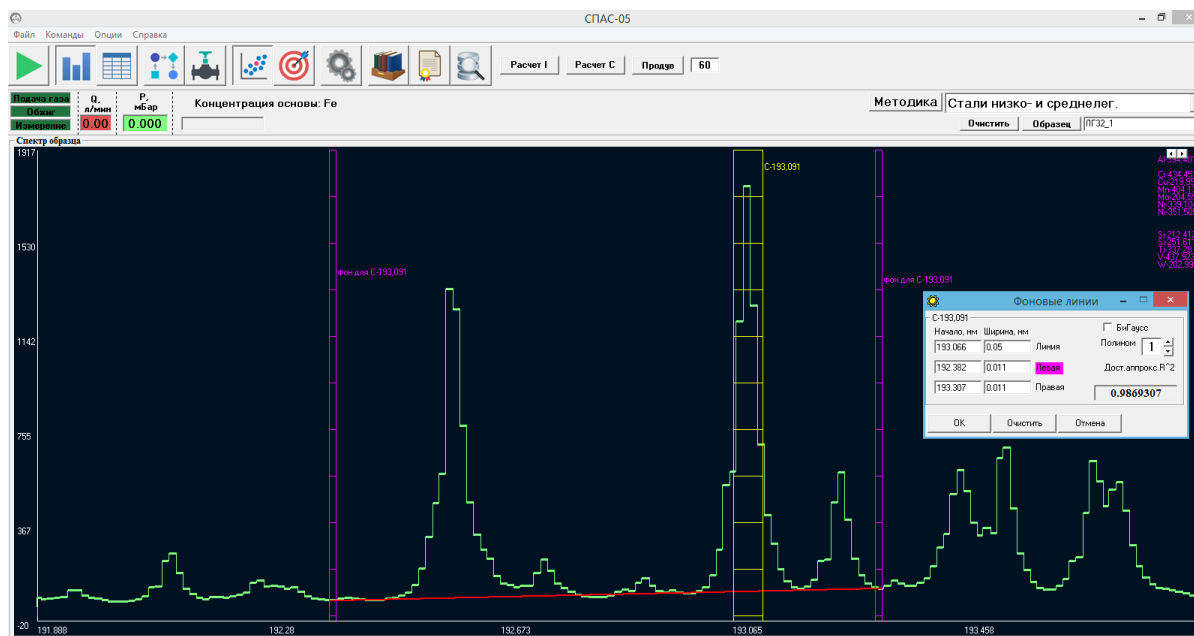 СПАС-05
Файл Команды Опции Справка
Расчет I Расчет С Продув 60
Подача газа
Обжиг
Измерение
Q, л/мин
0.00
P, мБар
0.000
Концентрация основы: Fe
Методика Стали низко- и среднелег.
Очистить Образец ЛГ32_1
Спектр образца
1917
1530
1142
755
367
-20
191.888 192.28 192.673 193.065 193.458
фон для C-193,091
C-193,091
фон для C-193,091
Фоновые линии
C-193,091
Начало, нм Ширина, нм
193.066 0.05 Линия
192.382 0.011 Левая
193.307 0.011 Правая
БиГаусс
Полином 1
Дост.аппрокс.R^2
0.9869307
OK Очистить Отмена